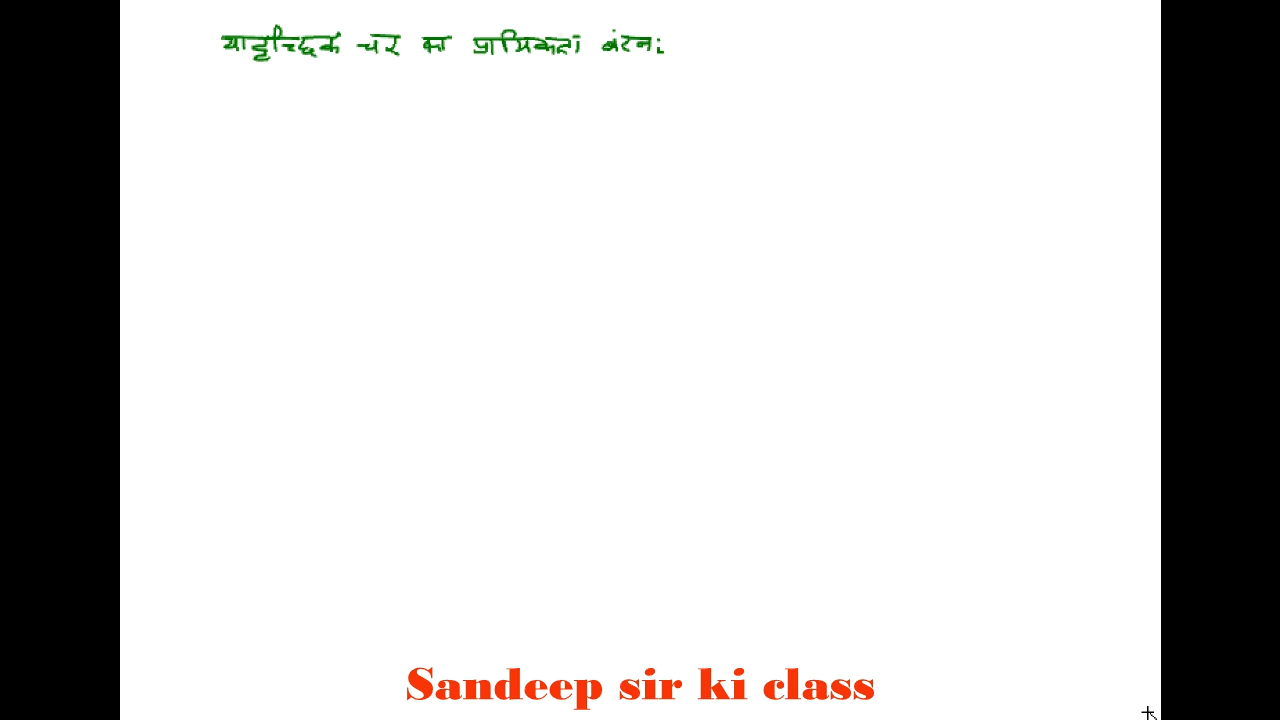 यादृच्छिक चर का प्रायिकता बंटन:
Sandeep sir ki class